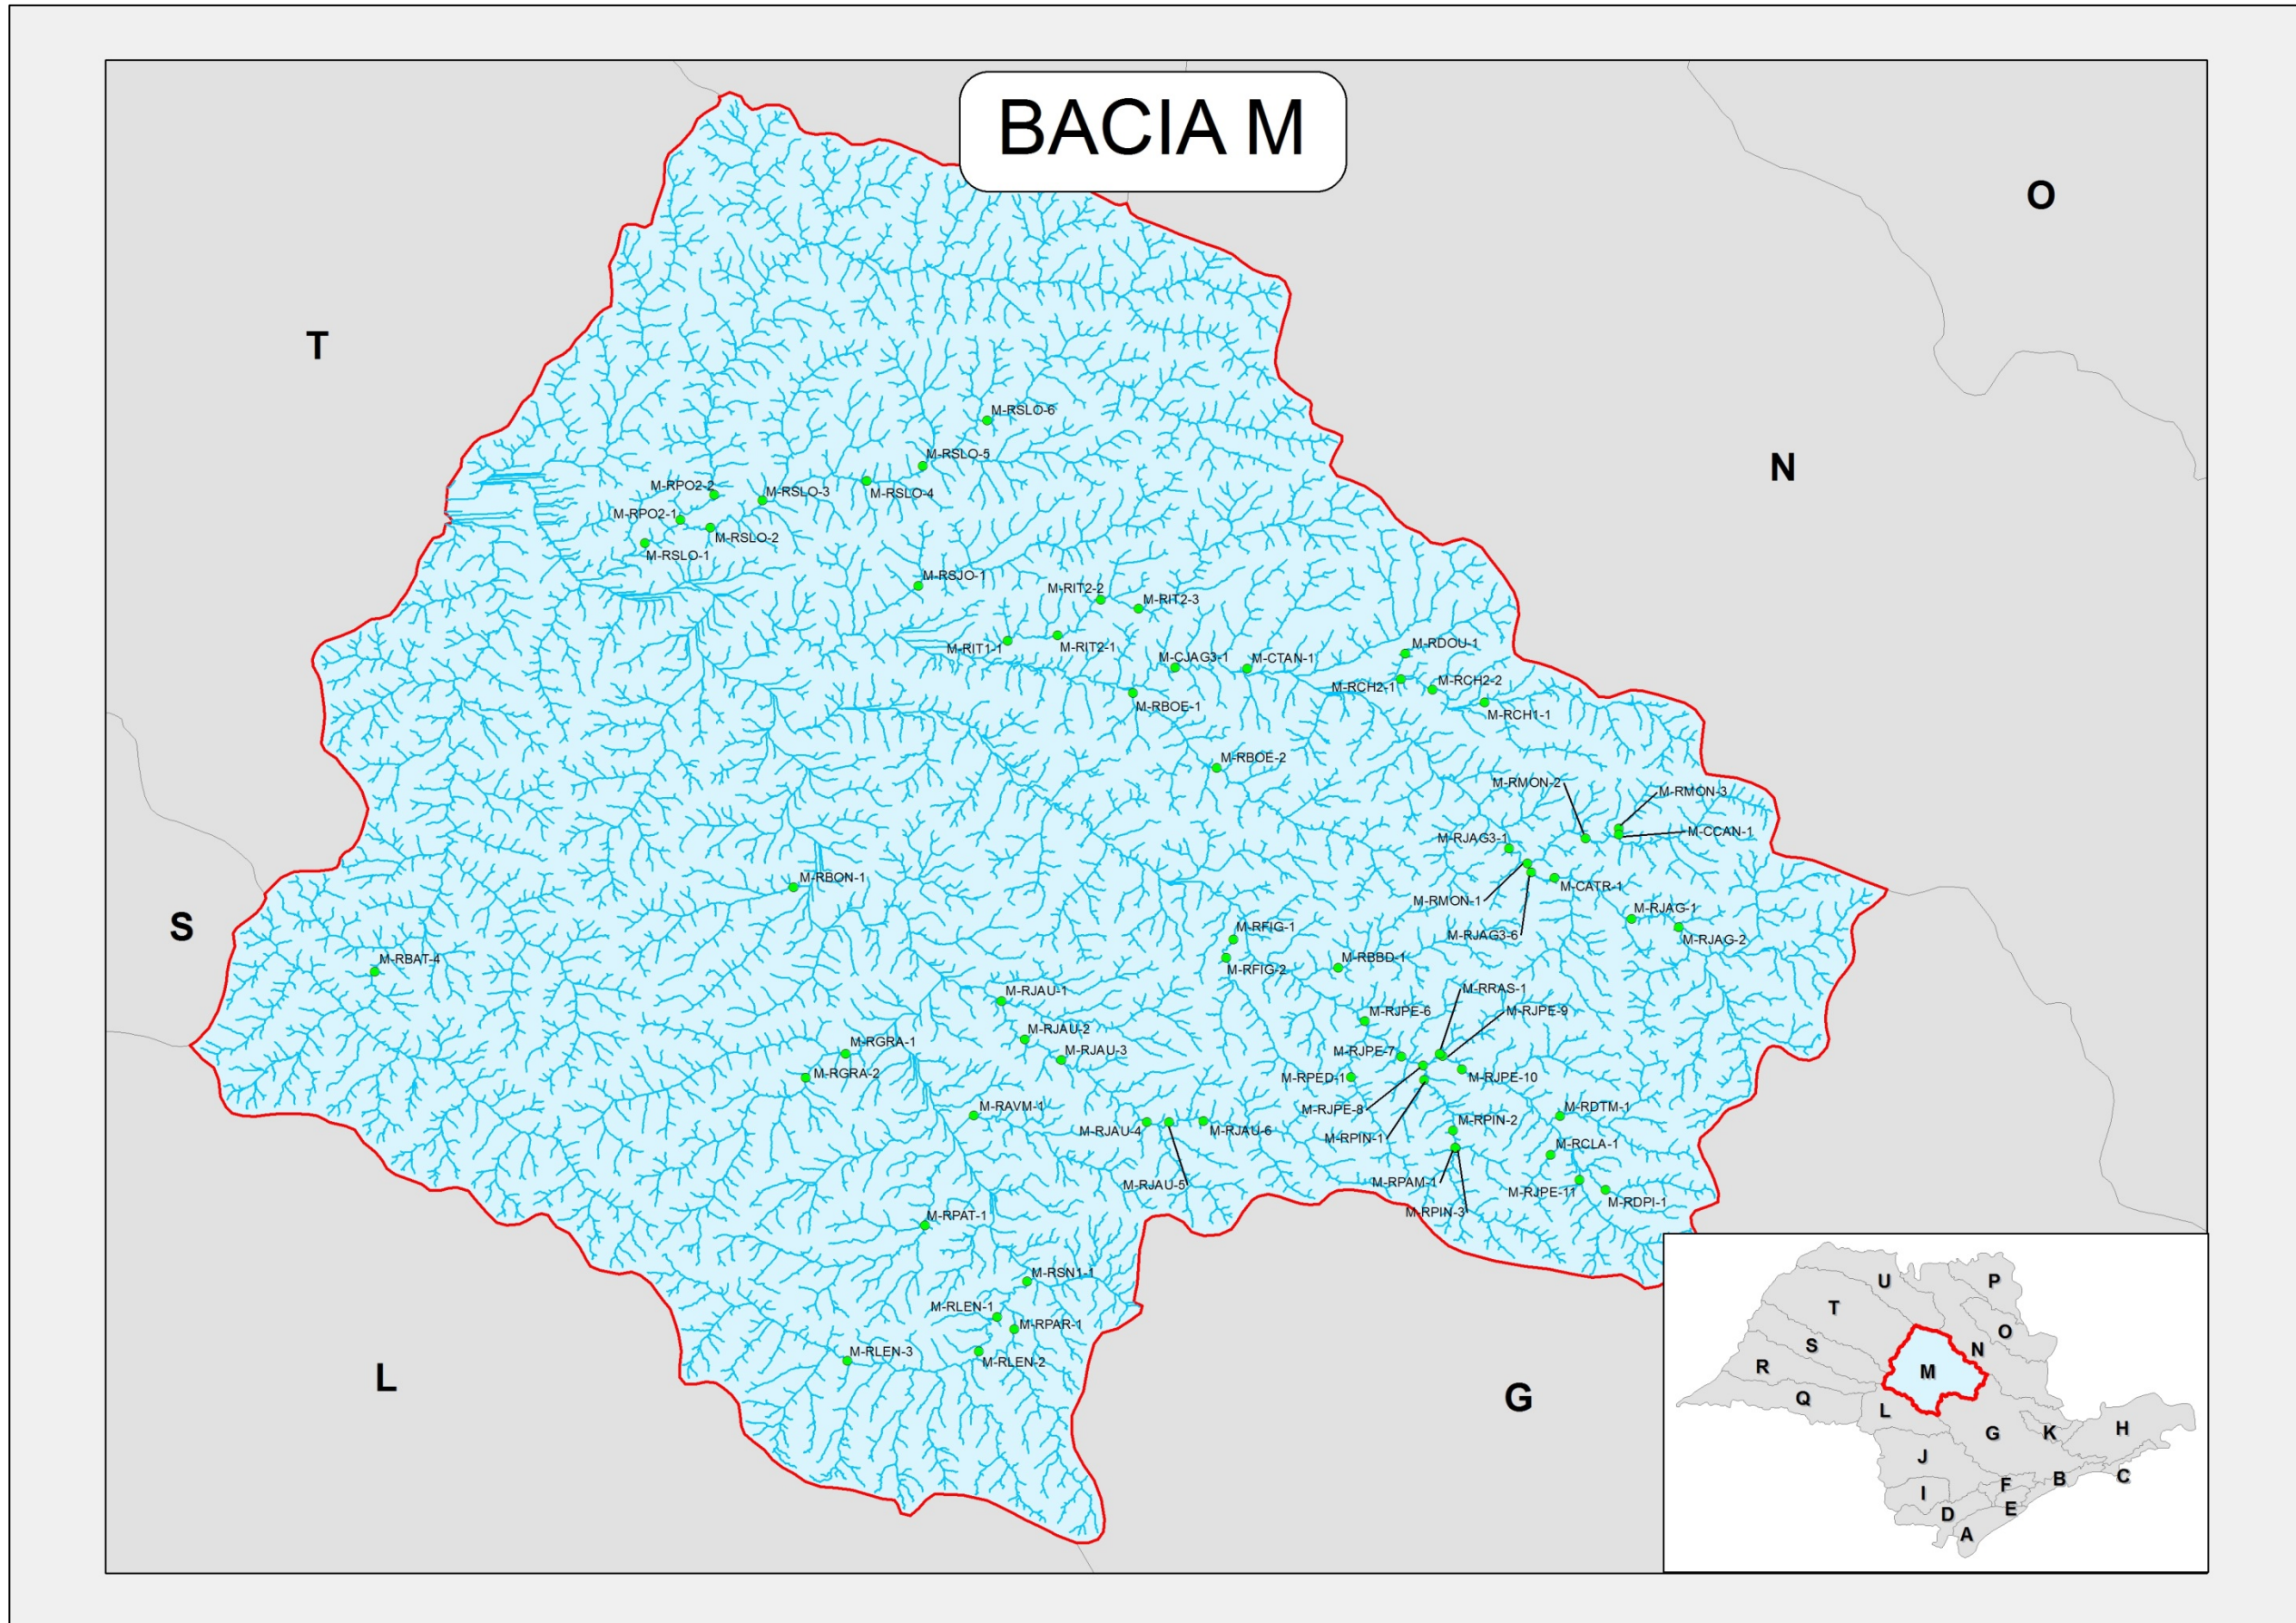 BACIA M
O
T
N
M-RSLO-6
M-RSLO-5
M-RPO2-2
M-RSLO-3
M-RSLO-4
M-RPO2-1
M-RSLO-2
M-RSLO-1
M-RSJO-1
M-RIT2-2
M-RIT2-3
M-RIT1-1
M-RIT2-1
M-RDOU-1
M-CJAG3-1
M-CTAN-1
M-RCH2-1
M-RCH2-2
M-RBOE-1
M-RCH1-1
M-RBOE-2
M-RMON-2
M-RMON-3
M-CCAN-1
M-RJAG3-1
M-RBON-1
M-CATR-1
M-RMON-1
M-RJAG-1
S
M-RFIG-1
M-RJAG3-6
M-RJAG-2
M-RBAT-4
M-RFIG-2
M-RBBD-1
M-RJAU-1
M-RRAS-1
M-RJPE-6
M-RJPE-9
M-RJAU-2
M-RGRA-1
M-RJAU-3
M-RJPE-7
M-RGRA-2
M-RPED-1
M-RJPE-10
M-RAVM-1
M-RJPE-8
M-RDTM-1
M-RPIN-2
M-RJAU-4
M-RJAU-6
M-RPIN-1
M-RCLA-1
M-RJAU-5
M-RPAM-1
M-RJPE-11
M-RDPI-1
M-RPAT-1
M-RPIN-3
M-RSN1-1
M-RLEN-1
M-RPAR-1
M-RLEN-3
M-RLEN-2
L
G
U
P
T
O
S
N
R
M
Q
L
H
G
K
J
B
C
F
I
E
D
A